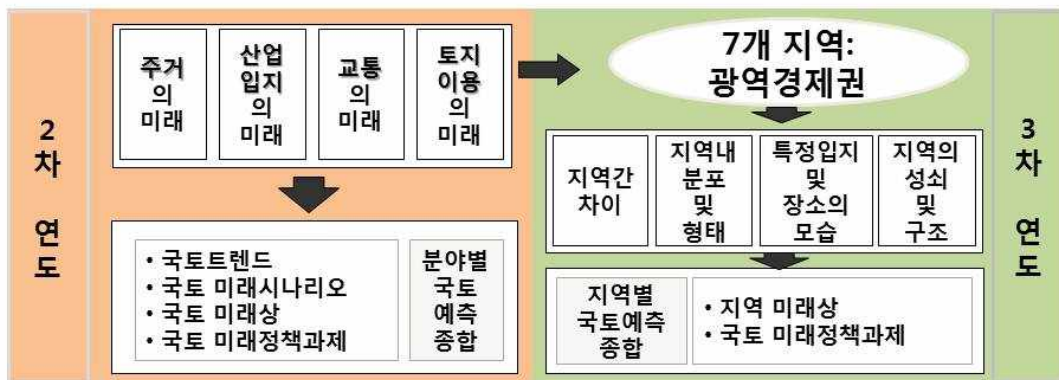 2
차
연
도
주거
의
미래
산업
입지
의
미래
교통
의
미래
토지
이용
의
미래
• 국토트렌드
• 국토 미래시나리오
• 국토 미래상
• 국토 미래정책과제
분야별
국토
예측
종합
7개 지역:
광역경제권
지역간
차이
지역내
분포
및
형태
특정입지
및
장소의
모습
지역의
성쇠
및
구조
지역별
국토예측
종합
• 지역 미래상
• 국토 미래정책과제
3
차
연
도